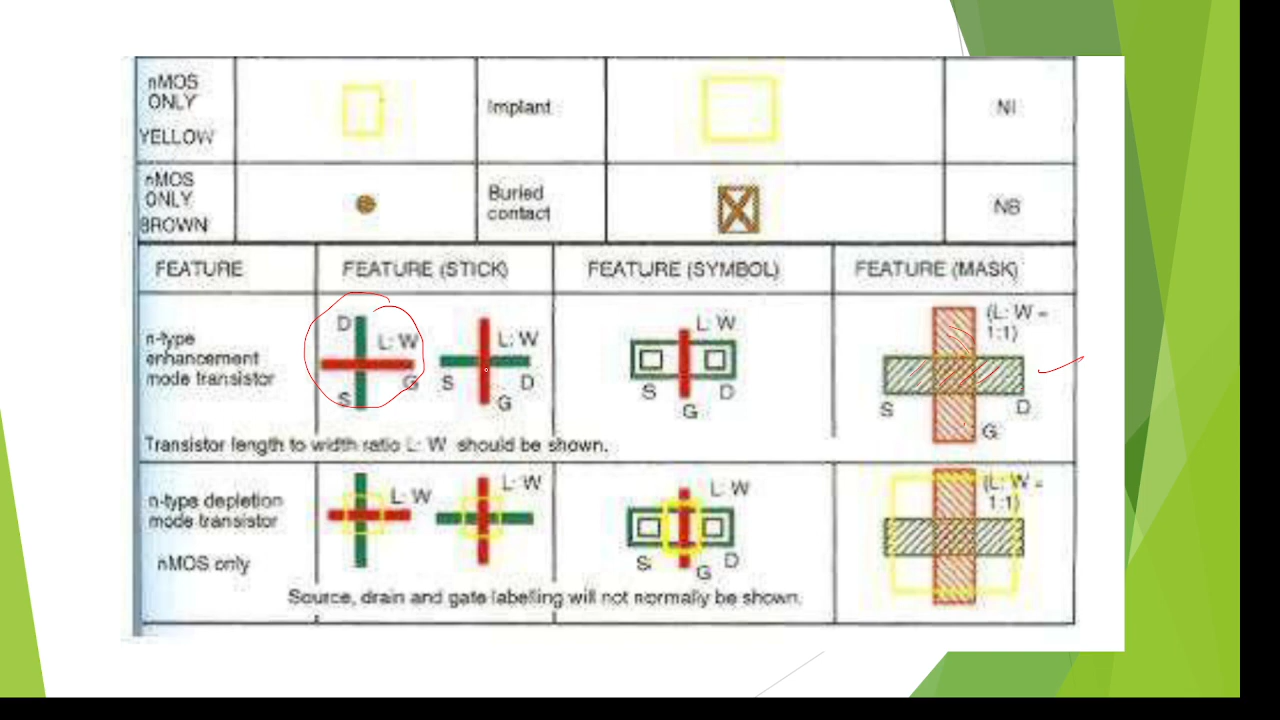 nMOS
ONLY
YELLOW
Implant
NI
nMOS
ONLY
BROWN
Buried
contact
NB
FEATURE
FEATURE (STICK)
FEATURE (SYMBOL)
FEATURE (MASK)
n-type
enhancement
mode transistor
D
L: W
G
S
L: W
S
D
G
L: W
S
D
G
(L: W =
1:1)
S
D
G
Transistor length to width ratio L: W should be shown.
n-type depletion
mode transistor
nMOS only
L: W
L: W
L: W
S
G
D
(L: W =
1:1)
Source, drain and gate labelling will not normally be shown.